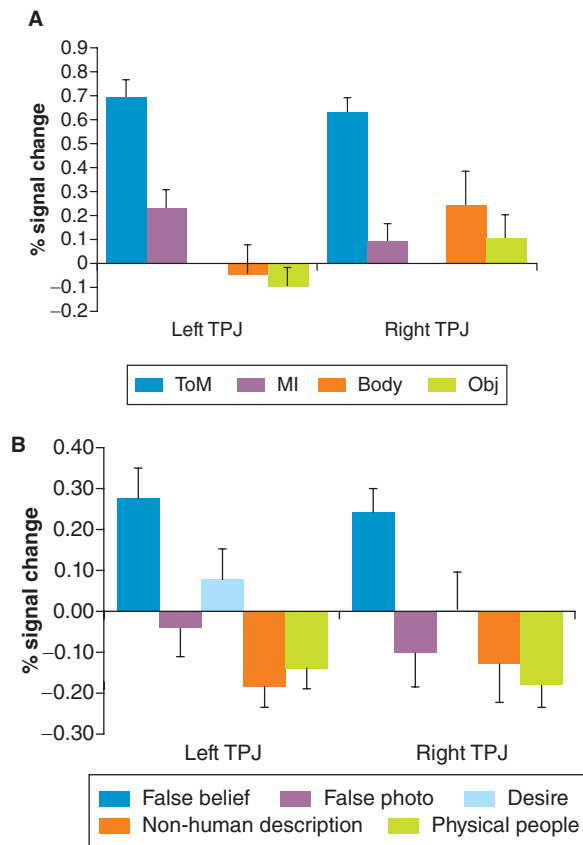 A
% signal change
0.9
0.8
0.7
0.6
0.5
0.4
0.3
0.2
0.1
0
−0.1
−0.2
Left TPJ Right TPJ
ToM MI Body Obj
B
% signal change
0.40
0.30
0.20
0.10
0.00
−0.10
−0.20
−0.30
Left TPJ Right TPJ
False belief False photo Desire
Non-human description Physical people